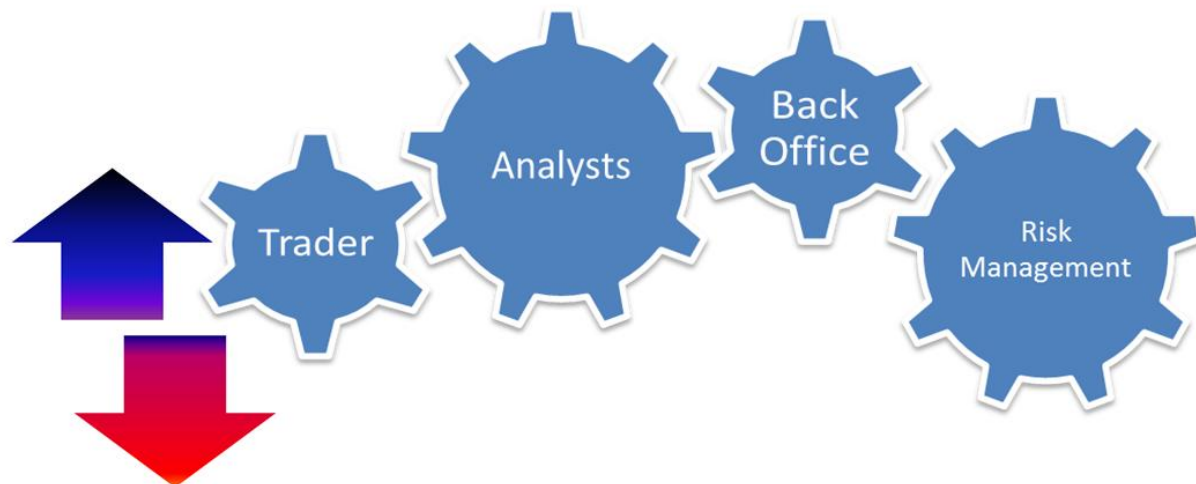 Trader
Analysts
Back
Office
Risk
Management